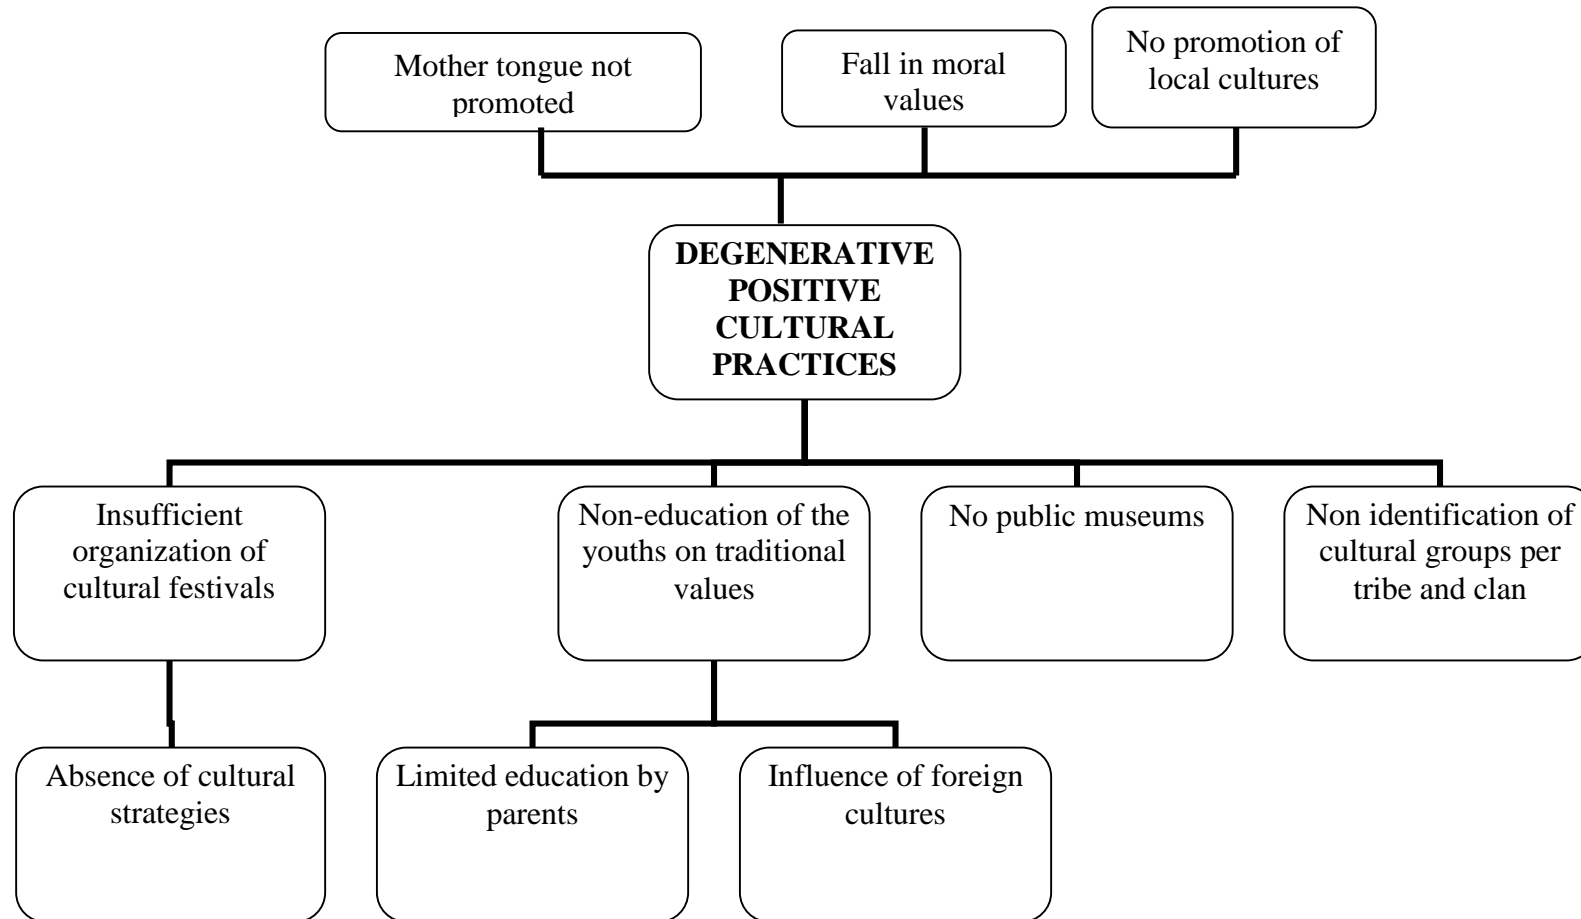 Mother tongue not
promoted
Fall in moral
values
No promotion of
local cultures
DEGENERATIVE
POSITIVE
CULTURAL
PRACTICES
Insufficient
organization of
cultural festivals
Non-education of the
youths on traditional
values
No public museums
Non identification of
cultural groups per
tribe and clan
Absence of cultural
strategies
Limited education by
parents
Influence of foreign
cultures